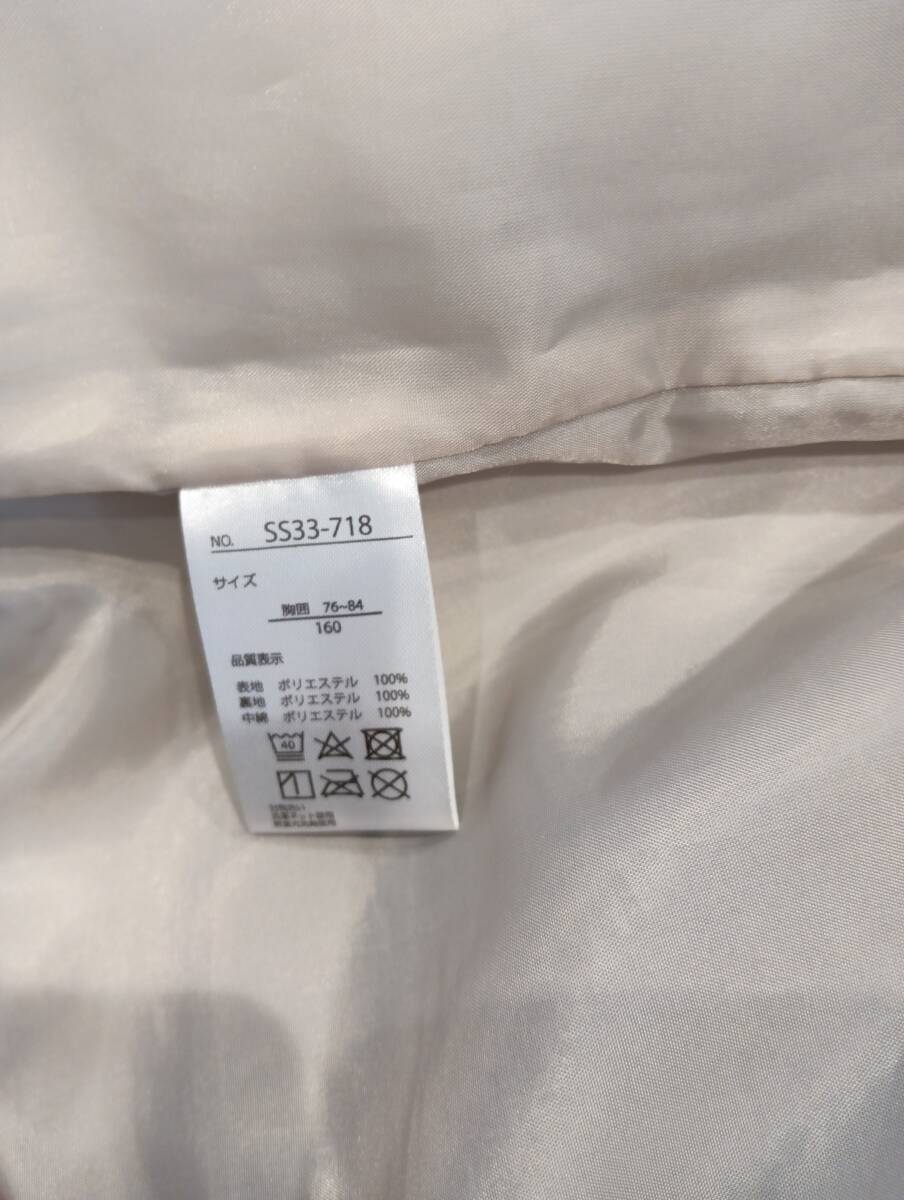 NO. SS33-718
サイズ
胸囲 76~84
160
品質表示
表地 ポリエステル 100%
裏地 ポリエステル 100%
中綿 ポリエステル 100%
40